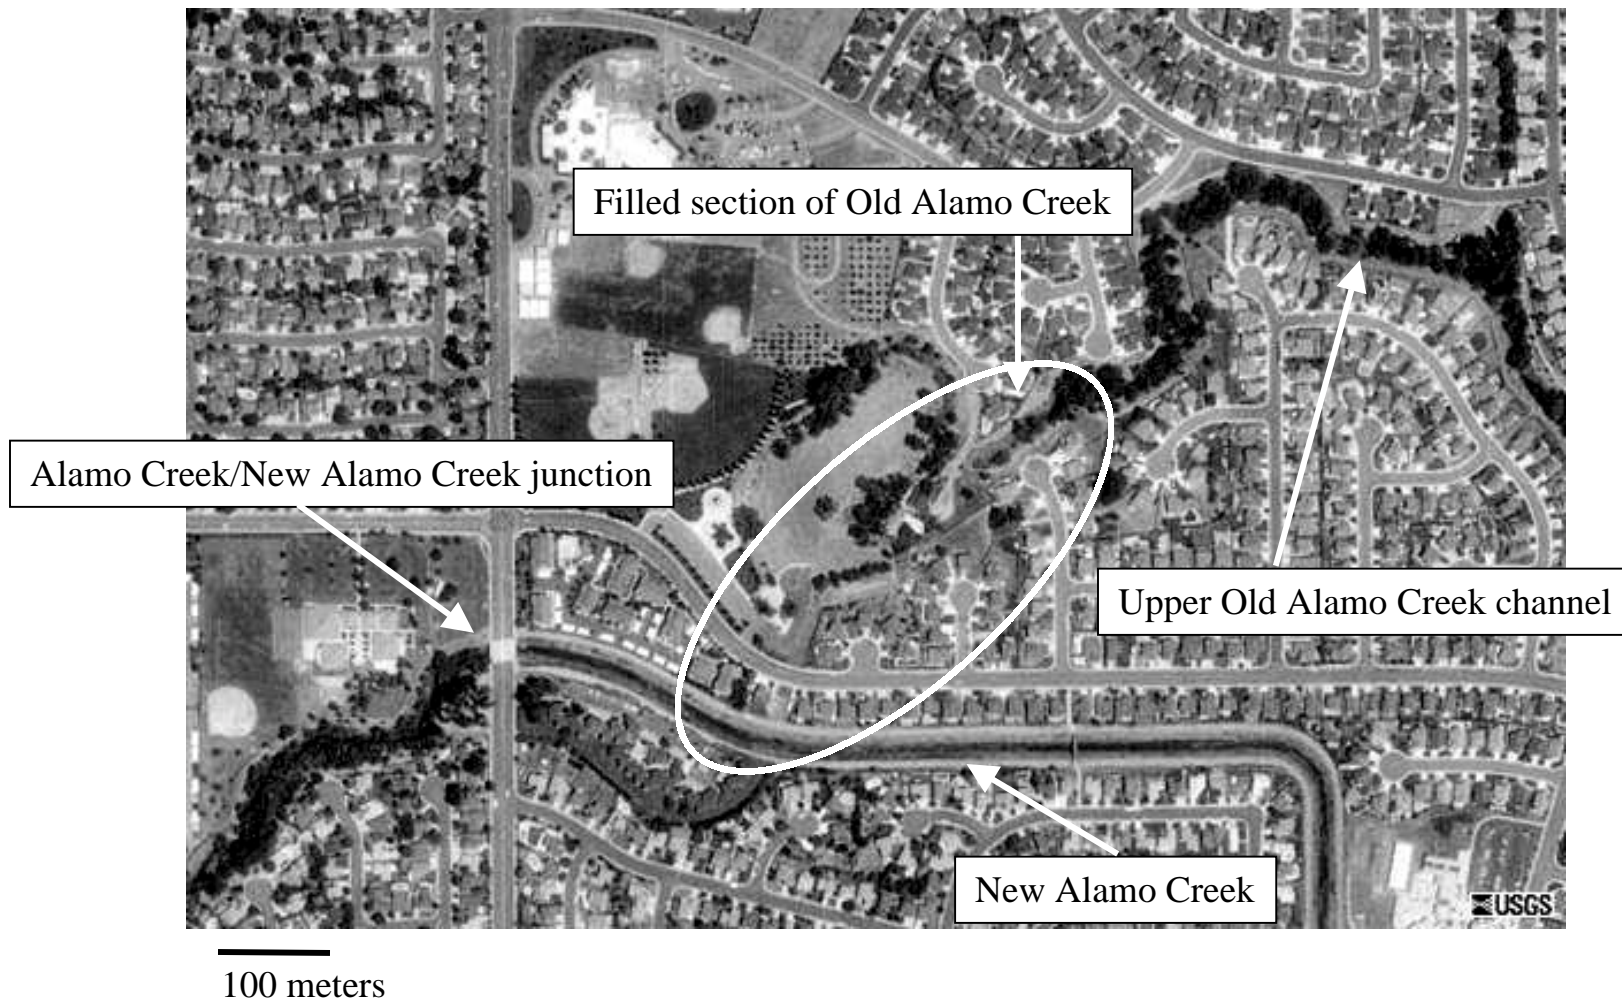 Filled section of Old Alamo Creek
Alamo Creek/New Alamo Creek junction
Upper Old Alamo Creek channel
New Alamo Creek
USGS
100 meters